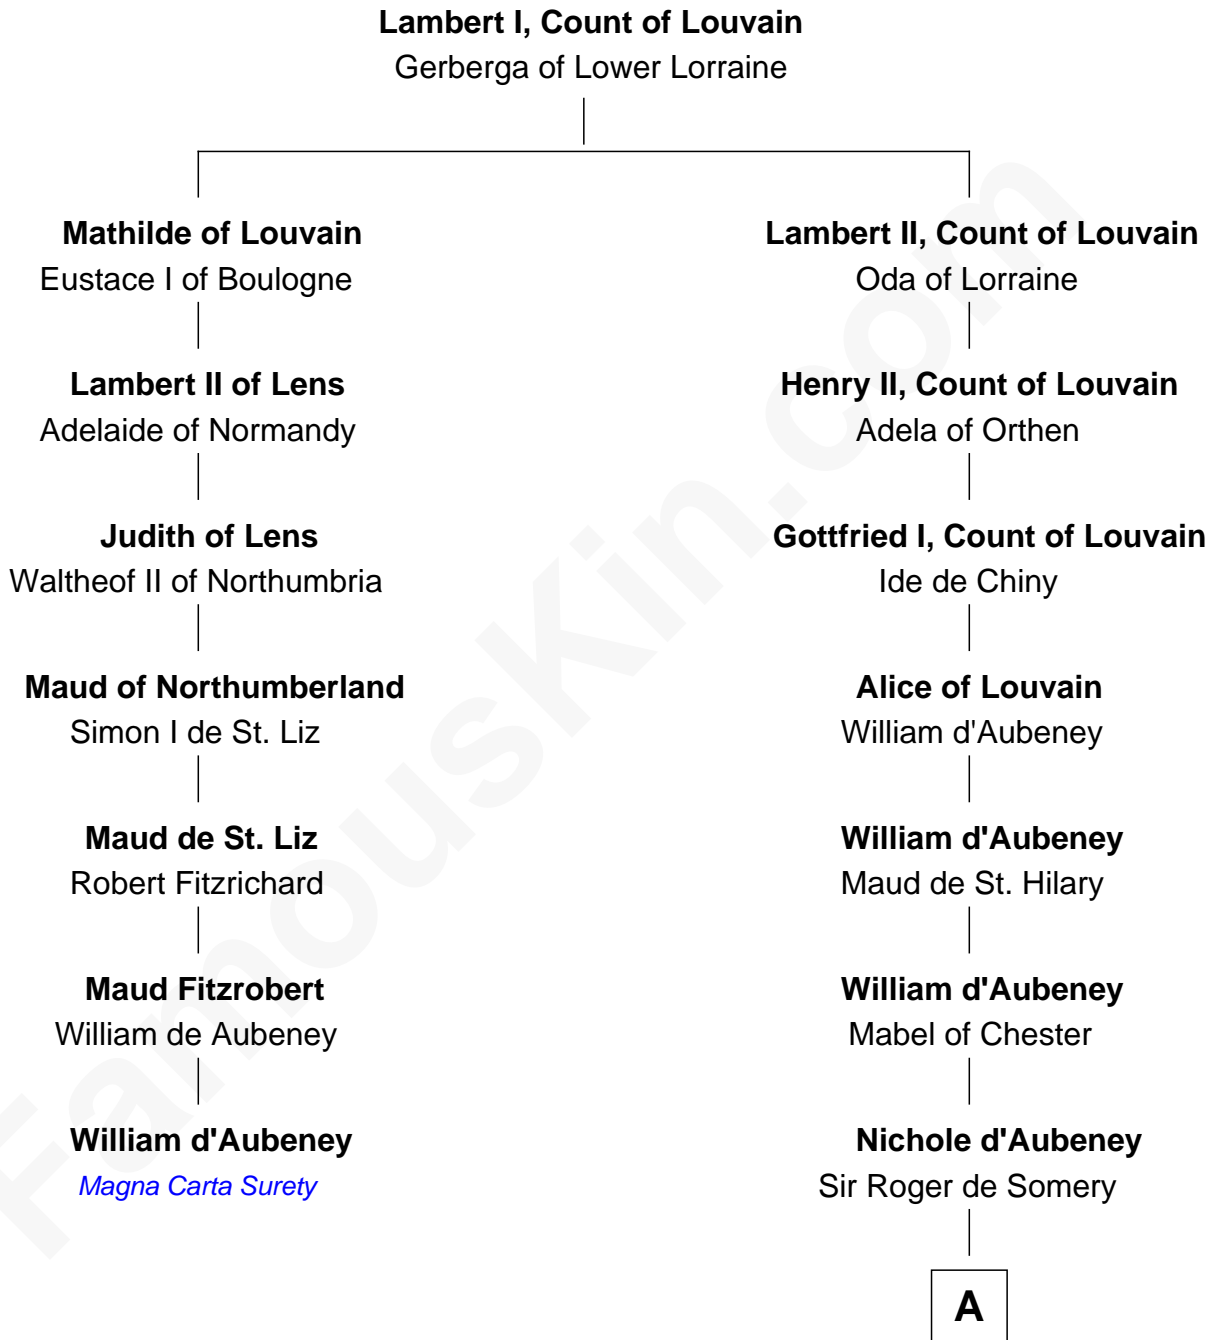 Lambert I, Count of Louvain
Gerberga of Lower Lorraine
Mathilde of Louvain
Eustace I of Boulogne
Lambert II, Count of Louvain
Oda of Lorraine
Lambert II of Lens
Adelaide of Normandy
Henry II, Count of Louvain
Adela of Orthen
Judith of Lens
Waltheof II of Northumbria
Gottfried I, Count of Louvain
Ide de Chiny
Maud of Northumberland
Simon I de St. Liz
Alice of Louvain
William d'Aubeney
Maud de St. Liz
Robert Fitzrichard
William d'Aubeney
Maud de St. Hilary
Maud Fitzrobert
William de Aubeney
William d'Aubeney
Mabel of Chester
William d'Aubeney
Magna Carta Surety
Nichole d'Aubeney
Sir Roger de Somery
A
FamousKin.com